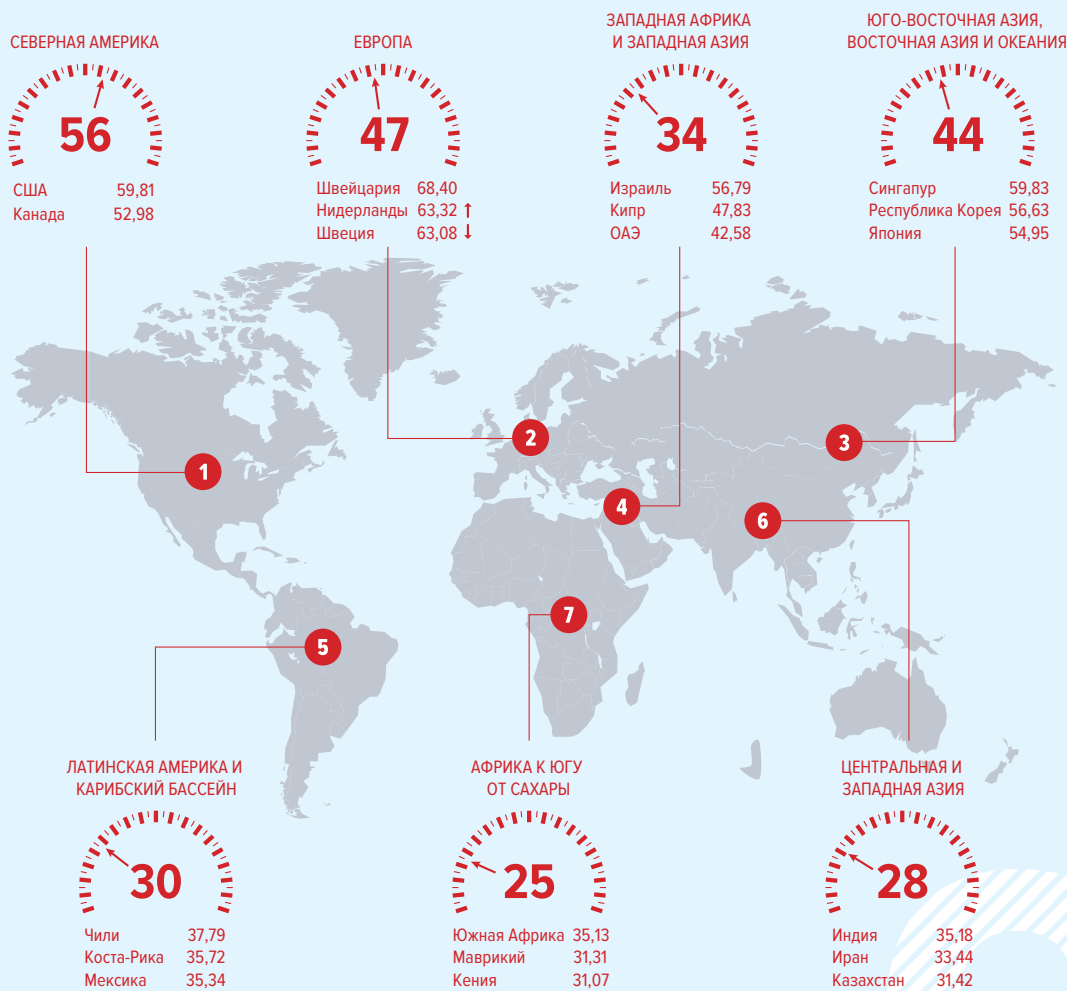 СЕВЕРНАЯ АМЕРИКА
56
США 59,81
Канада 52,98
ЕВРОПА
47
Швейцария 68,40
Нидерланды 63,32 ↑
Швеция 63,08 ↓
ЗАПАДНАЯ АФРИКА
И ЗАПАДНАЯ АЗИЯ
34
Израиль 56,79
Кипр 47,83
ОАЭ 42,58
ЮГО-ВОСТОЧНАЯ АЗИЯ,
ВОСТОЧНАЯ АЗИЯ И ОКЕАНИЯ
44
Сингапур 59,83
Республика Корея 56,63
Япония 54,95
1
2
3
4
6
7
5
ЛАТИНСКАЯ АМЕРИКА И
КАРИБСКИЙ БАССЕЙН
30
Чили 37,79
Коста-Рика 35,72
Мексика 35,34
АФРИКА К ЮГУ
ОТ САХАРЫ
25
Южная Африка 35,13
Маврикий 31,31
Кения 31,07
ЦЕНТРАЛЬНАЯ И
ЗАПАДНАЯ АЗИЯ
28
Индия 35,18
Иран 33,44
Казахстан 31,42